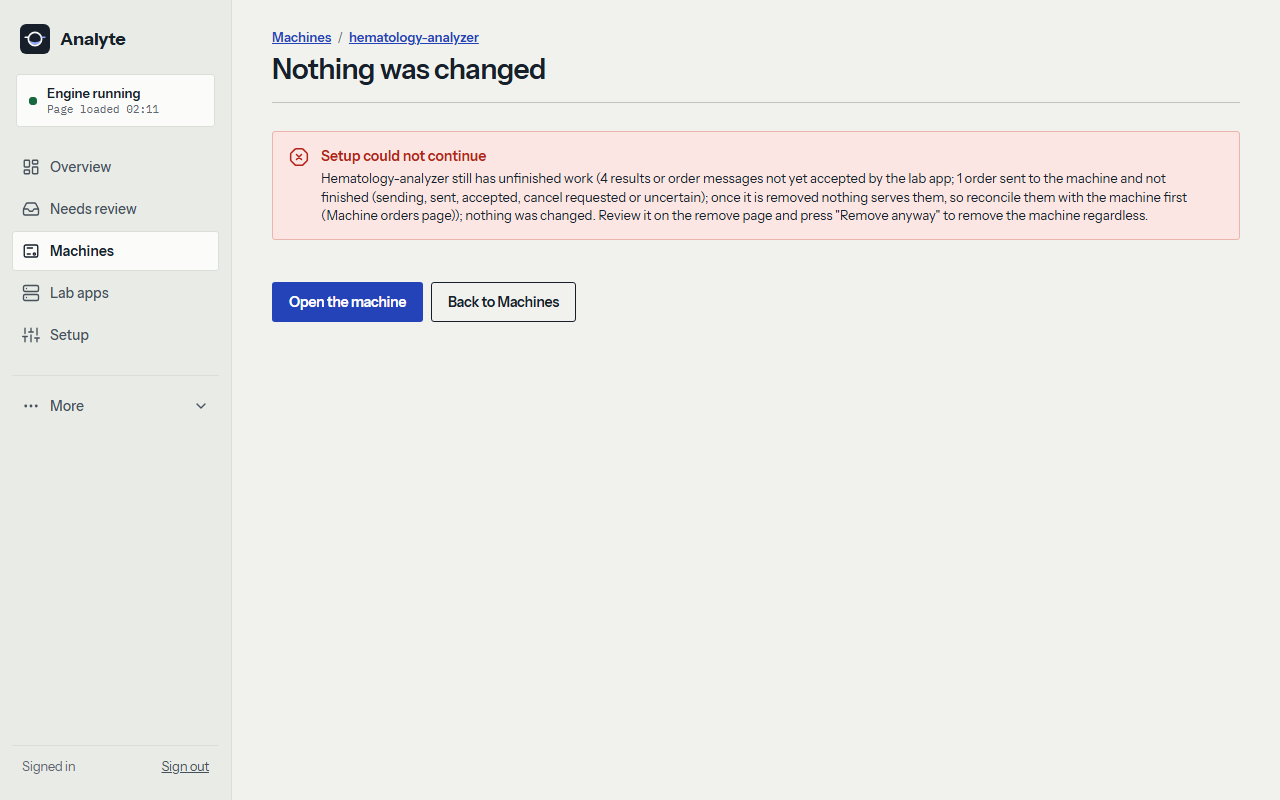 Analyte
Engine running
Page loaded 02:11
Overview
Needs review
Machines
Lab apps
Setup
More
Signed in
Sign out
Machines / hematology-analyzer
Nothing was changed
Setup could not continue
Hematology-analyzer still has unfinished work (4 results or order messages not yet accepted by the lab app; 1 order sent to the machine and not
finished (sending, sent, accepted, cancel requested or uncertain); once it is removed nothing serves them, so reconcile them with the machine first
(Machine orders page)); nothing was changed. Review it on the remove page and press "Remove anyway" to remove the machine regardless.
Open the machine
Back to Machines